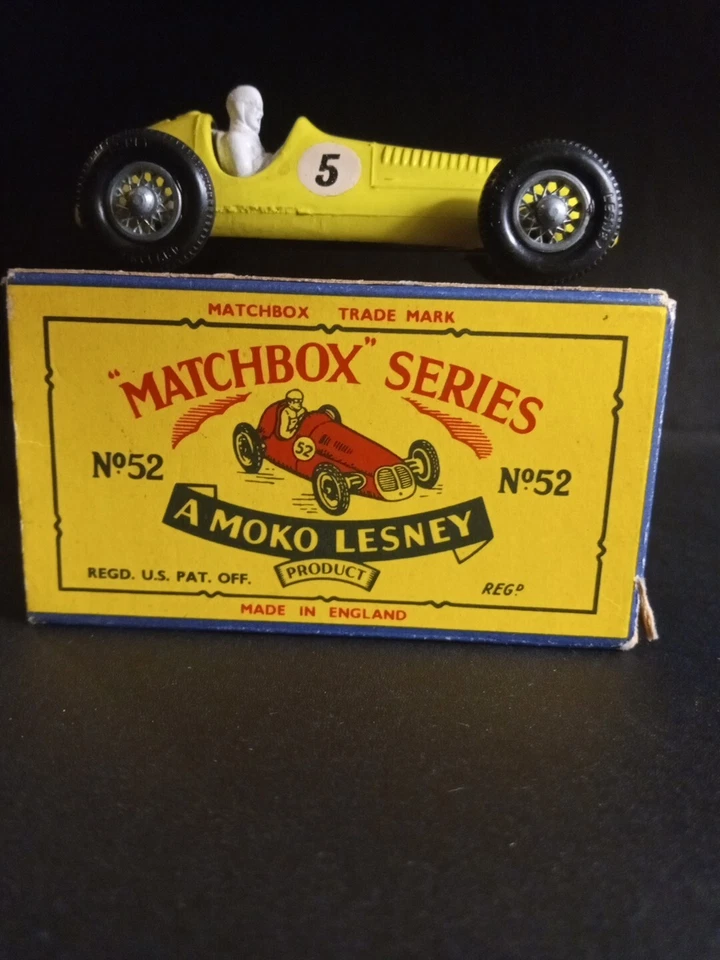 5
MATCHBOX TRADE MARK
"MATCHBOX" SERIES
52
Nº52
Nº52
A MOKO LESNEY
PRODUCT
REGD. U.S. PAT. OFF.
REGᴰ
MADE IN ENGLAND